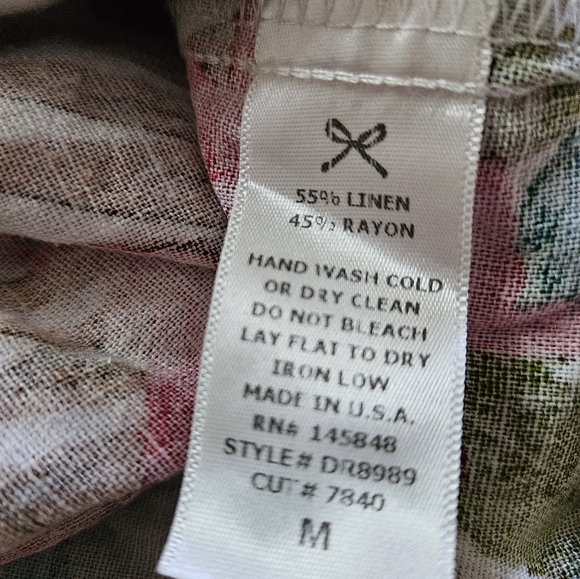 55% LINEN
45% RAYON
HAND WASH COLD
OR DRY CLEAN
DO NOT BLEACH
LAY FLAT TO DRY
IRON LOW
MADE IN U.S.A.
RN# 145848
STYLE# DR8989
CUT# 7840
M